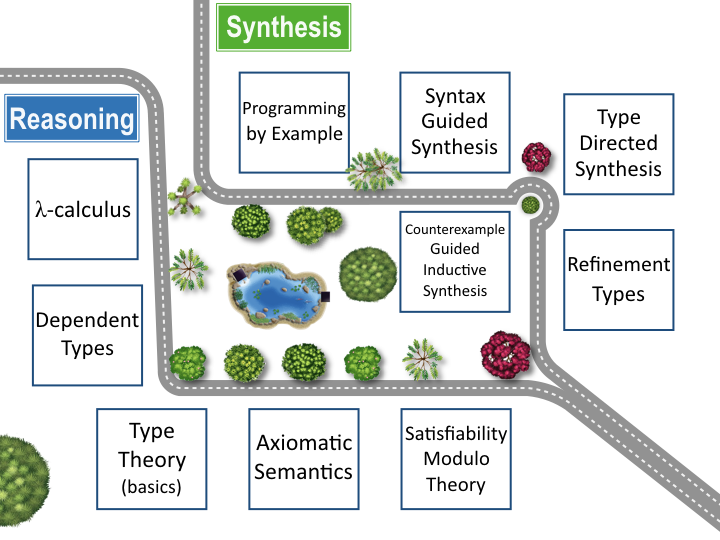 Synthesis
Reasoning
Programming
by Example
Syntax
Guided
Synthesis
Type
Directed
Synthesis
λ-calculus
Counterexample
Guided
Inductive
Synthesis
Refinement
Types
Dependent
Types
Type
Theory
(basics)
Axiomatic
Semantics
Satisfiability
Modulo
Theory